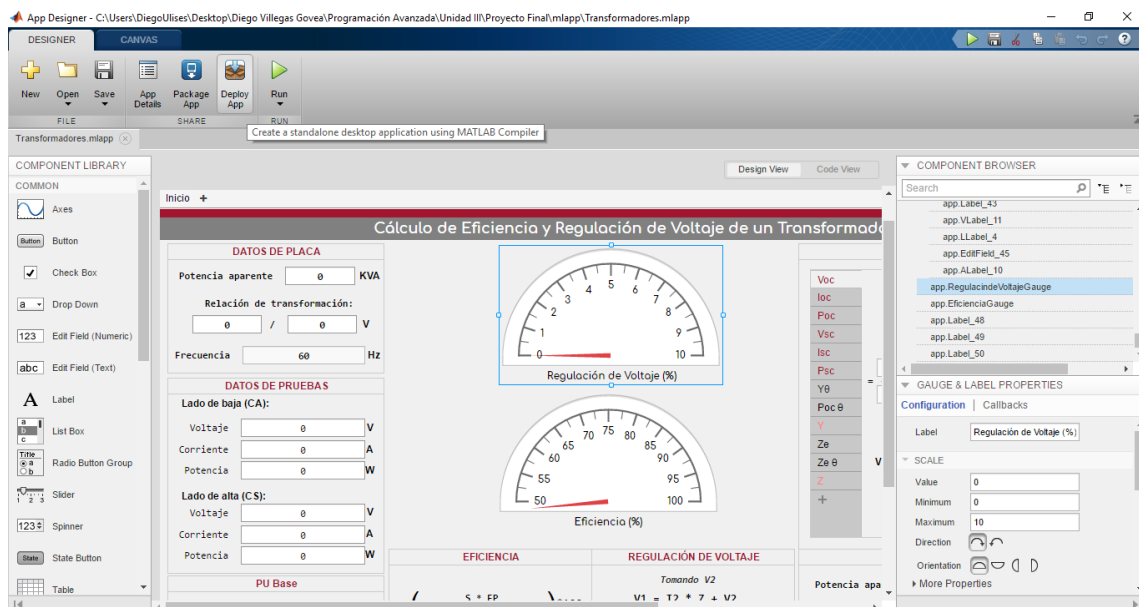 App Designer - C:\Users\DiegoUlises\Desktop\Diego Villegas Govea\Programación Avanzada\Unidad III\Proyecto Final\mlapp\Transformadores.mlapp
DESIGNER CANVAS
New Open Save App Details Package App Deploy App Run
FILE SHARE RUN
Create a standalone desktop application using MATLAB Compiler
Transformadores.mlapp
COMPONENT LIBRARY
COMMON
Axes
Button Button
Check Box
a Drop Down
123 Edit Field (Numeric)
abc Edit Field (Text)
A Label
a b c List Box
Title a b Radio Button Group
1 2 3 Slider
123 Spinner
State State Button
Table
Design View Code View
Inicio +
Cálculo de Eficiencia y Regulación de Voltaje de un Transformado
DATOS DE PLACA
Potencia aparente 0 KVA
Relación de transformación:
0 / 0 V
Frecuencia 60 Hz
DATOS DE PRUEBAS
Lado de baja (CA):
Voltaje 0 V
Corriente 0 A
Potencia 0 W
Lado de alta (CS):
Voltaje 0 V
Corriente 0 A
Potencia 0 W
PU Base
0 1 2 3 4 5 6 7 8 9 10
Regulación de Voltaje (%)
50 55 60 65 70 75 80 85 90 95 100
Eficiencia (%)
EFICIENCIA
S * FP
REGULACIÓN DE VOLTAJE
Tomando V2
V1 = I2 * Z + V2
Voc
Ioc
Poc
Vsc
Isc
Psc
Yθ
Poc θ
Y
Ze
Ze θ
Z
+
=
V
Potencia apa
COMPONENT BROWSER
Search
app.Label_43
app.VLabel_11
app.LLabel_4
app.EditField_45
app.ALabel_10
app.RegulacindeVoltajeGauge
app.EficienciaGauge
app.Label_48
app.Label_49
app.Label_50
GAUGE & LABEL PROPERTIES
Configuration | Callbacks
Label Regulación de Voltaje (%)
SCALE
Value 0
Minimum 0
Maximum 10
Direction
Orientation
More Properties